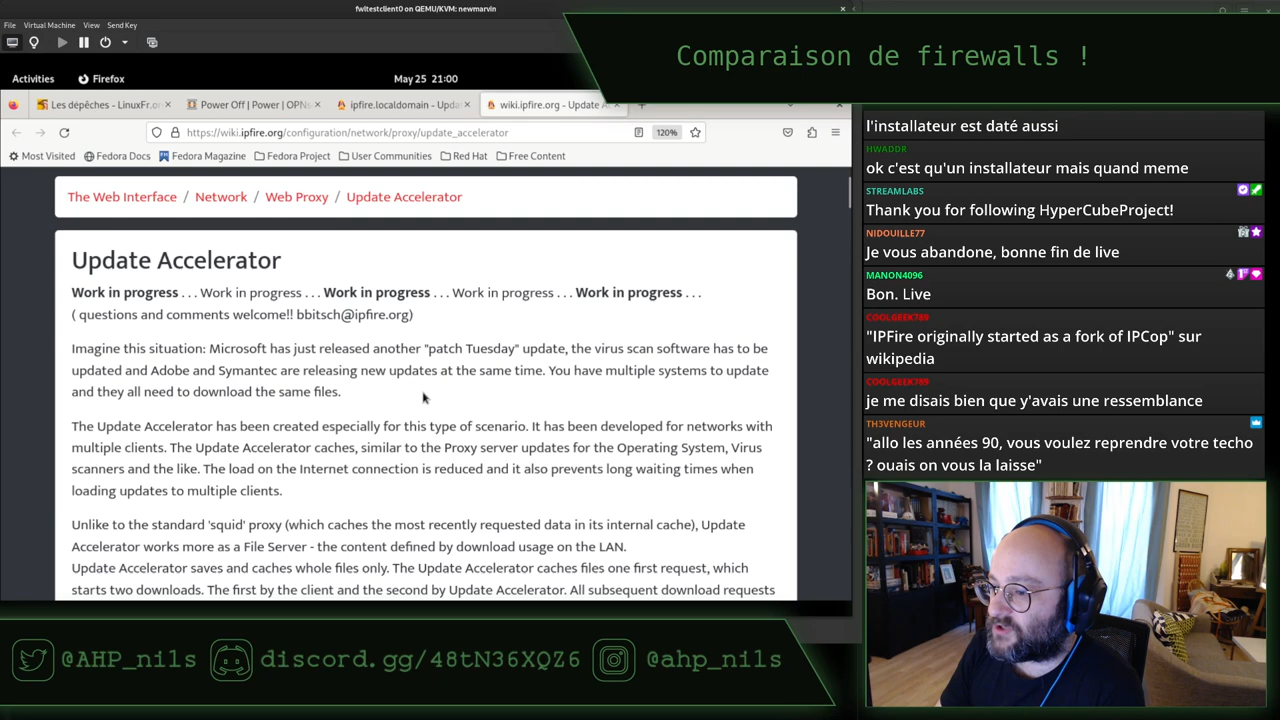 fwltestclient0 on QEMU/KVM: newmarvin
File Virtual Machine View Send Key
Activities Firefox May 25 21:00
Les dépêches - LinuxFr.or
Power Off | Power | OPNs
ipfire.localdomain - Updat
wiki.ipfire.org - Update A
https://wiki.ipfire.org/configuration/network/proxy/update_accelerator 120%
Most Visited Fedora Docs Fedora Magazine Fedora Project User Communities Red Hat Free Content
The Web Interface / Network / Web Proxy / Update Accelerator
Update Accelerator
Work in progress . . . Work in progress . . . Work in progress . . . Work in progress . . . Work in progress . . .
( questions and comments welcome!! bbitsch@ipfire.org)
Imagine this situation: Microsoft has just released another "patch Tuesday" update, the virus scan software has to be
updated and Adobe and Symantec are releasing new updates at the same time. You have multiple systems to update
and they all need to download the same files.
The Update Accelerator has been created especially for this type of scenario. It has been developed for networks with
multiple clients. The Update Accelerator caches, similar to the Proxy server updates for the Operating System, Virus
scanners and the like. The load on the Internet connection is reduced and it also prevents long waiting times when
loading updates to multiple clients.
Unlike to the standard 'squid' proxy (which caches the most recently requested data in its internal cache), Update
Accelerator works more as a File Server - the content defined by download usage on the LAN.
Update Accelerator saves and caches whole files only. The Update Accelerator caches files one first request, which
starts two downloads. The first by the client and the second by Update Accelerator. All subsequent download requests
Comparaison de firewalls !
l'installateur est daté aussi
HWADDR
ok c'est qu'un installateur mais quand meme
STREAMLABS
Thank you for following HyperCubeProject!
NIDOUILLE77
Je vous abandone, bonne fin de live
MANON4096
Bon. Live
COOLGEEK789
"IPFire originally started as a fork of IPCop" sur
wikipedia
COOLGEEK789
je me disais bien que y'avais une ressemblance
TH3VENGEUR
"allo les années 90, vous voulez reprendre votre techo
? ouais on vous la laisse"
@AHP_nils discord.gg/48tN36XQZ6 @ahp_nils